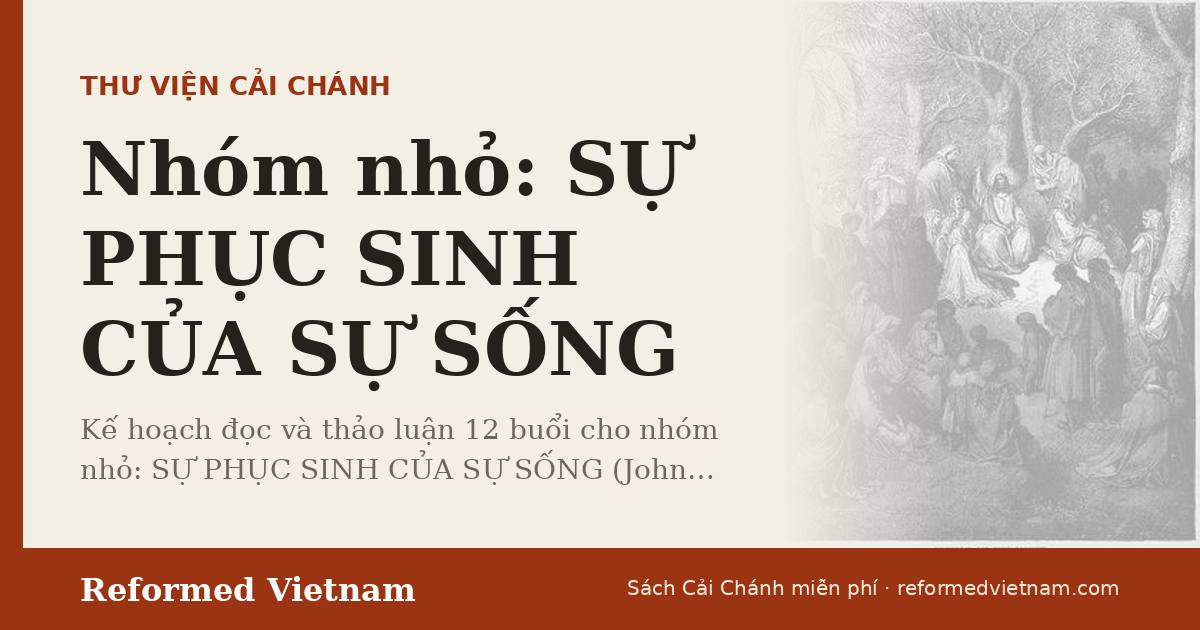 THƯ VIỆN CẢI CHÁNH
Nhóm nhỏ: SỰ
PHỤC SINH
CỦA SỰ SỐNG
Kế hoạch đọc và thảo luận 12 buổi cho nhóm
nhỏ: SỰ PHỤC SINH CỦA SỰ SỐNG (John...
Reformed Vietnam
Sách Cải Chánh miễn phí · reformedvietnam.com